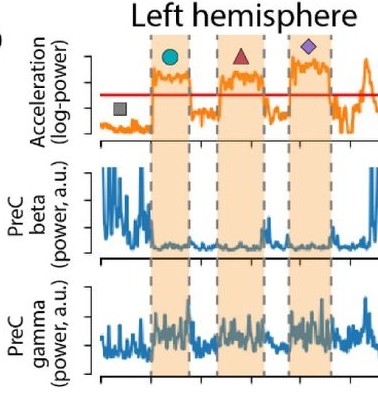 Left hemisphere
Acceleration
(log-power)
PreC
beta
(power, a.u.)
PreC
gamma
(power, a.u.)